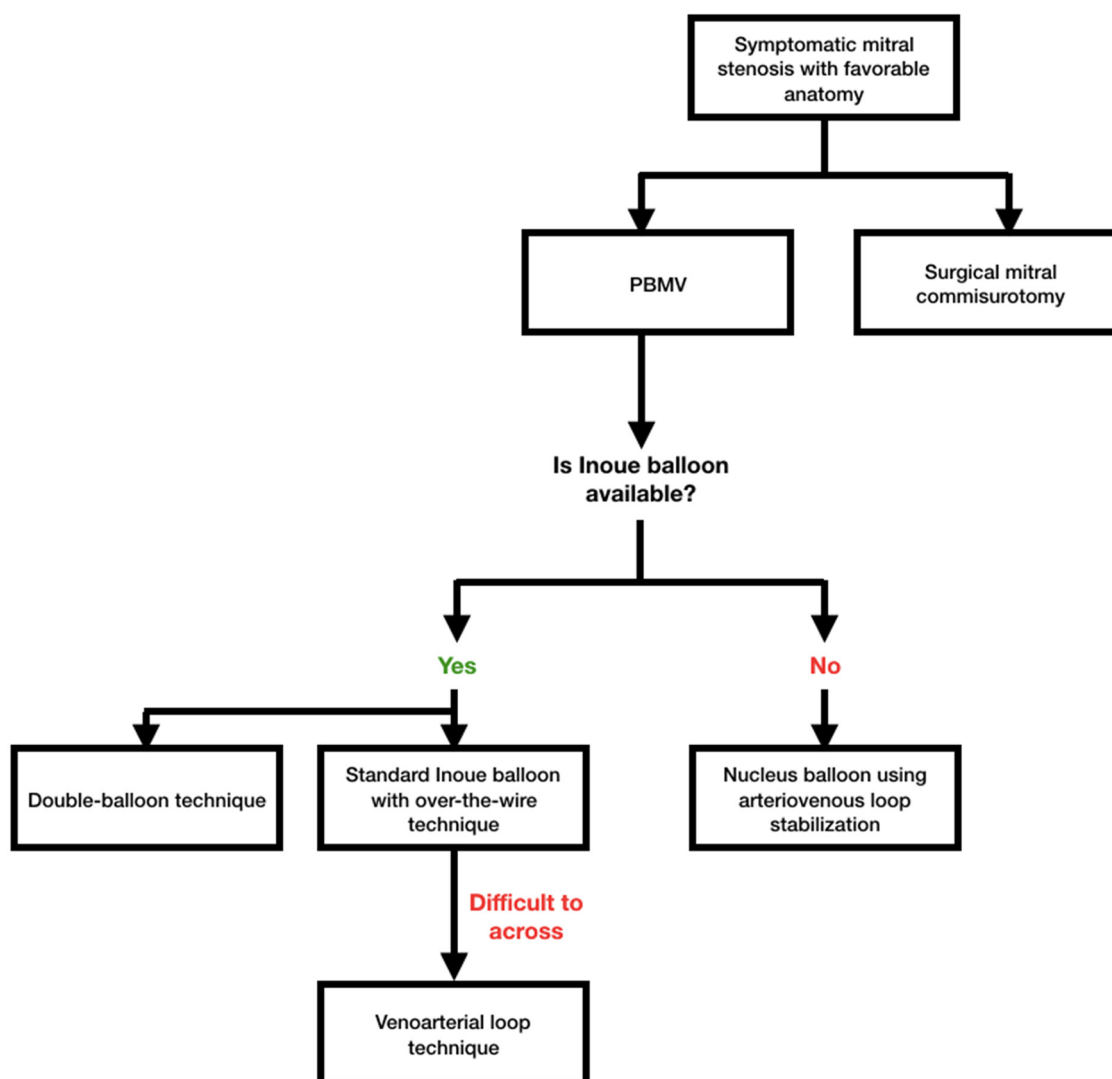 Symptomatic mitral
stenosis with favorable
anatomy
PBMV
Surgical mitral
commisurotomy
Is Inoue balloon
available?
Yes
No
Double-balloon technique
Standard Inoue balloon
with over-the-wire
technique
Nucleus balloon using
arteriovenous loop
stabilization
Difficult to
across
Venoarterial loop
technique